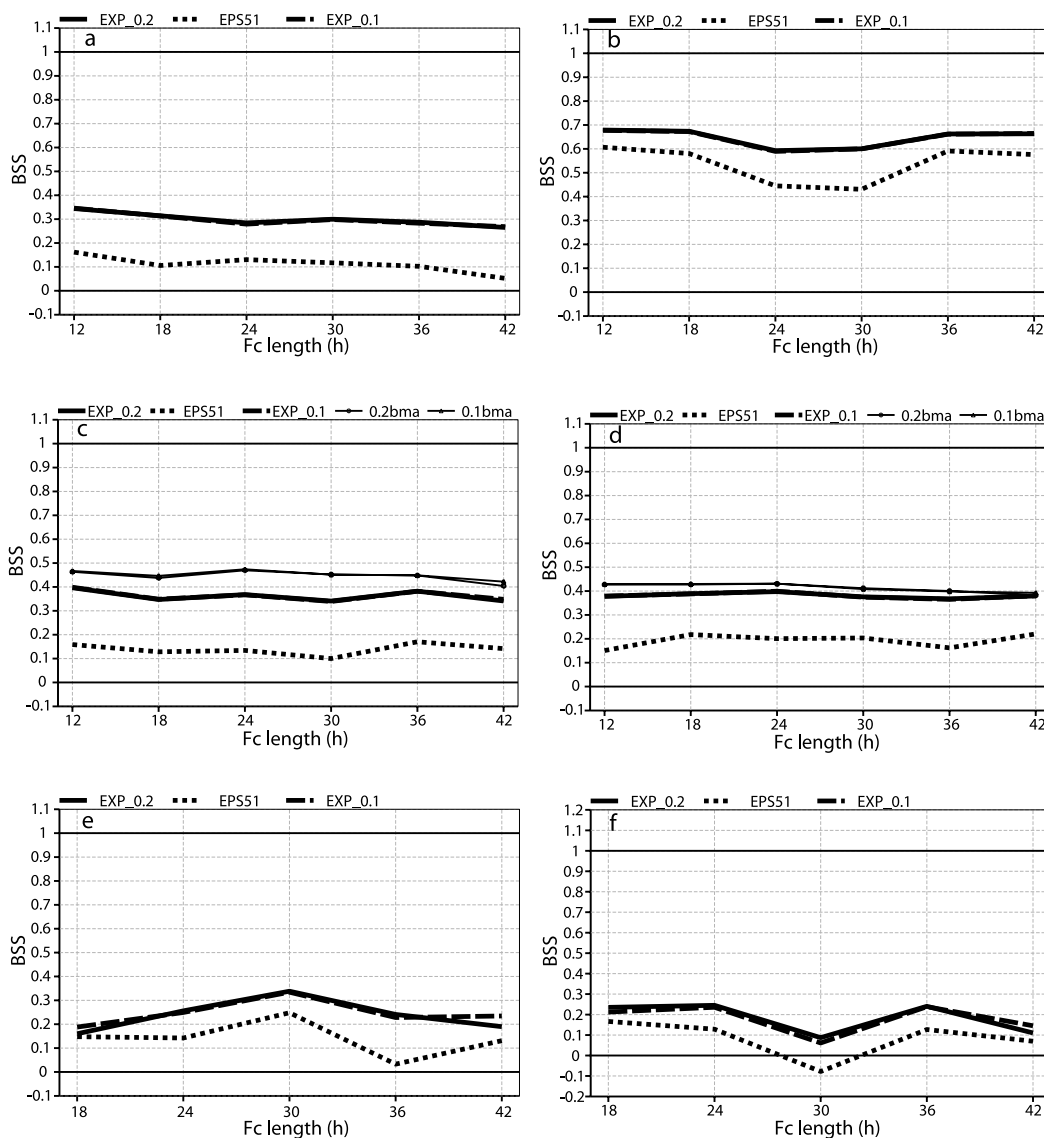 EXP_0.2 EPS51 EXP_0.1
a
1.1
1
0.9
0.8
0.7
0.6
0.5
0.4
0.3
0.2
0.1
0
-0.1
BSS
12 18 24 30 36 42
Fc length (h)
EXP_0.2 EPS51 EXP_0.1
b
1.1
1
0.9
0.8
0.7
0.6
0.5
0.4
0.3
0.2
0.1
0
-0.1
BSS
12 18 24 30 36 42
Fc length (h)
EXP_0.2 EPS51 EXP_0.1 0.2bma 0.1bma
c
1.1
1
0.9
0.8
0.7
0.6
0.5
0.4
0.3
0.2
0.1
0
-0.1
BSS
12 18 24 30 36 42
Fc length (h)
EXP_0.2 EPS51 EXP_0.1 0.2bma 0.1bma
d
1.1
1
0.9
0.8
0.7
0.6
0.5
0.4
0.3
0.2
0.1
0
-0.1
BSS
12 18 24 30 36 42
Fc length (h)
EXP_0.2 EPS51 EXP_0.1
e
1.1
1
0.9
0.8
0.7
0.6
0.5
0.4
0.3
0.2
0.1
0
-0.1
BSS
18 24 30 36 42
Fc length (h)
EXP_0.2 EPS51 EXP_0.1
f
1.2
1.1
1
0.9
0.8
0.7
0.6
0.5
0.4
0.3
0.2
0.1
0
-0.1
-0.2
BSS
18 24 30 36 42
Fc length (h)